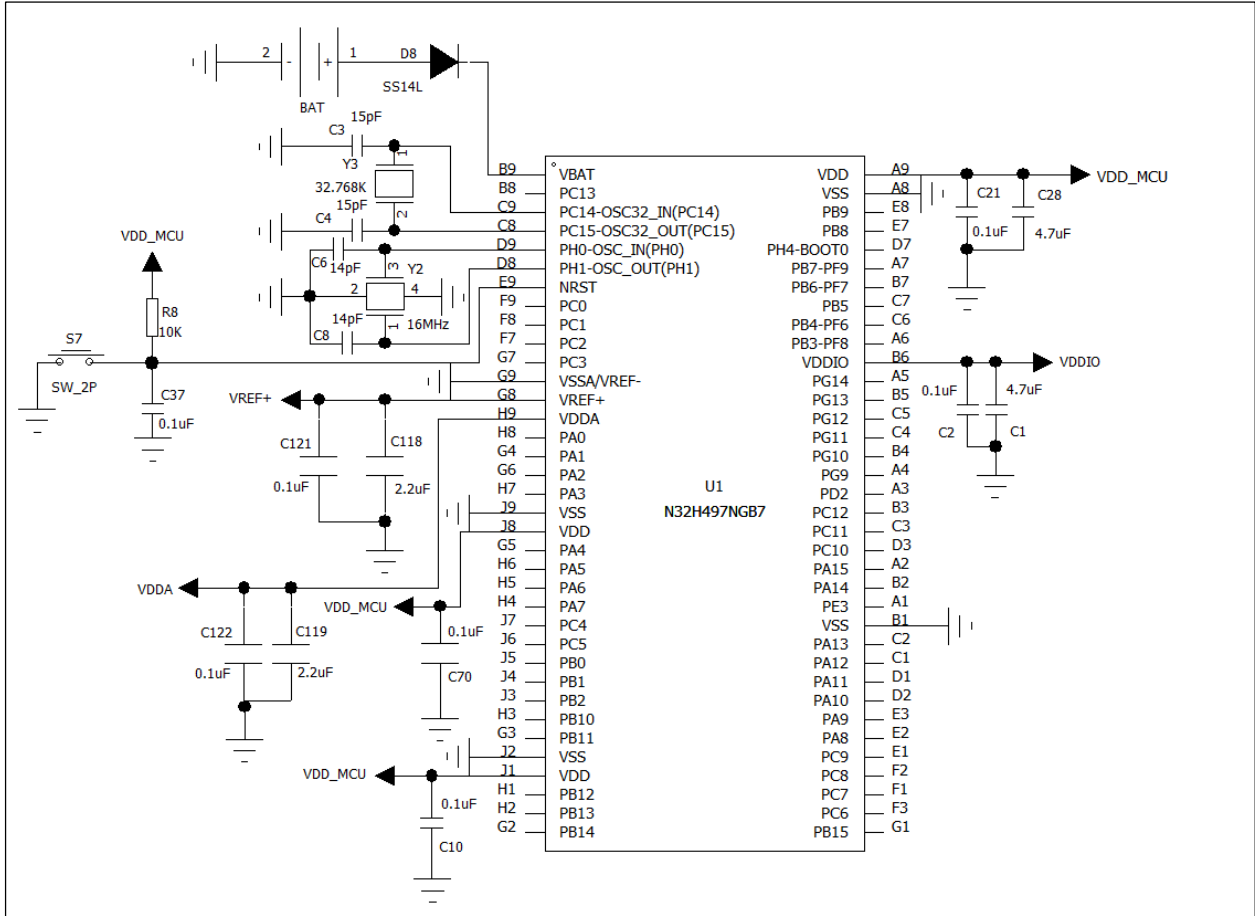 2 - + 1 D8
SS14L
BAT
15pF
C3
Y3
1
32.768K
15pF
2
C4
VDD_MCU
C6 14pF
3 Y2
2 4
14pF 1 16MHz
C8
R8
10K
S7
SW_2P
C37
0.1uF
VREF+
C121 C118
0.1uF 2.2uF
VDDA
C122 C119
0.1uF 2.2uF
VDD_MCU
0.1uF
C70
VDD_MCU
0.1uF
C10
B9 VBAT
B8 PC13
C9 PC14-OSC32_IN(PC14)
C8 PC15-OSC32_OUT(PC15)
D9 PH0-OSC_IN(PH0)
D8 PH1-OSC_OUT(PH1)
E9 NRST
F9 PC0
F8 PC1
F7 PC2
G7 PC3
G9 VSSA/VREF-
G8 VREF+
H9 VDDA
H8 PA0
G4 PA1
G6 PA2
H7 PA3
J9 VSS
J8 VDD
G5 PA4
H6 PA5
H5 PA6
H4 PA7
J7 PC4
J6 PC5
J5 PB0
J4 PB1
J3 PB2
H3 PB10
G3 PB11
J2 VSS
J1 VDD
H1 PB12
H2 PB13
G2 PB14
U1
N32H497NGB7
VDD A9
VSS A8
PB9 E8
PB8 E7
PH4-BOOT0 D7
PB7-PF9 A7
PB6-PF7 B7
PB5 C7
PB4-PF6 C6
PB3-PF8 A6
VDDIO B6
PG14 A5
PG13 B5
PG12 C5
PG11 C4
PG10 B4
PG9 A4
PD2 A3
PC12 B3
PC11 C3
PC10 D3
PA15 A2
PA14 B2
PE3 A1
VSS B1
PA13 C2
PA12 C1
PA11 D1
PA10 D2
PA9 E3
PA8 E2
PC9 E1
PC8 F2
PC7 F1
PC6 F3
PB15 G1
VDD_MCU
C21 C28
0.1uF 4.7uF
VDDIO
0.1uF 4.7uF
C2 C1